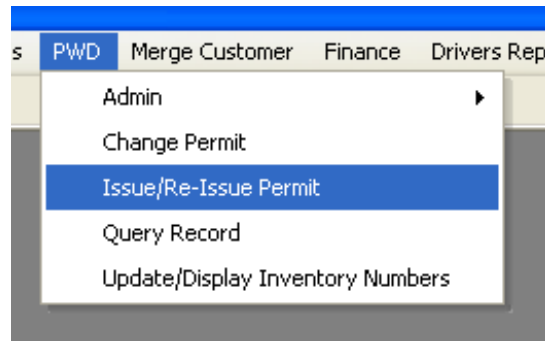 s PWD Merge Customer Finance Drivers Rep
Admin
Change Permit
Issue/Re-Issue Permit
Query Record
Update/Display Inventory Numbers